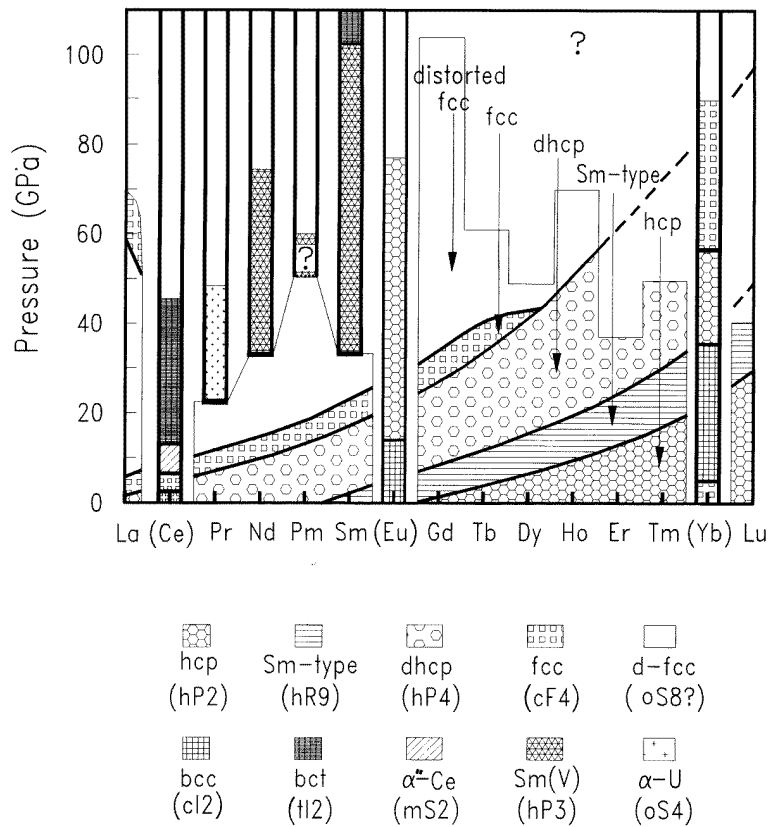 100
80
60
40
20
0
Pressure (GPa)
?
distorted
fcc
fcc
dhcp
Sm-type
hcp
?
La (Ce) Pr Nd Pm Sm (Eu) Gd Tb Dy Ho Er Tm (Yb) Lu
hcp Sm-type dhcp fcc d-fcc
(hP2) (hR9) (hP4) (cF4) (oS8?)
bcc bct α"-Ce Sm(V) α-U
(cI2) (tI2) (mS2) (hP3) (oS4)